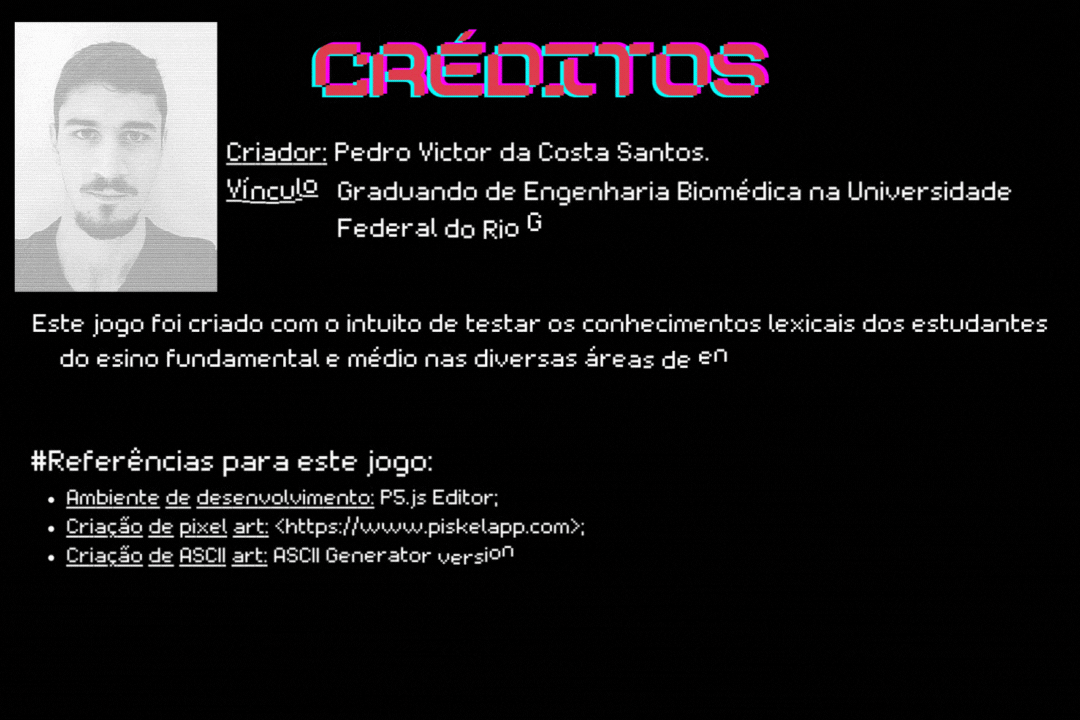 CRÉDITOS
Criador: Pedro Victor da Costa Santos.
Vínculo Graduando de Engenharia Biomédica na Universidade
Federal do Rio G
Este jogo foi criado com o intuito de testar os conhecimentos lexicais dos estudantes
do esino fundamental e médio nas diversas áreas de en
#Referências para este jogo:
• Ambiente de desenvolvimento: P5.js Editor;
• Criação de pixel art: <https://www.piskelapp.com>;
• Criação de ASCII art: ASCII Generator version